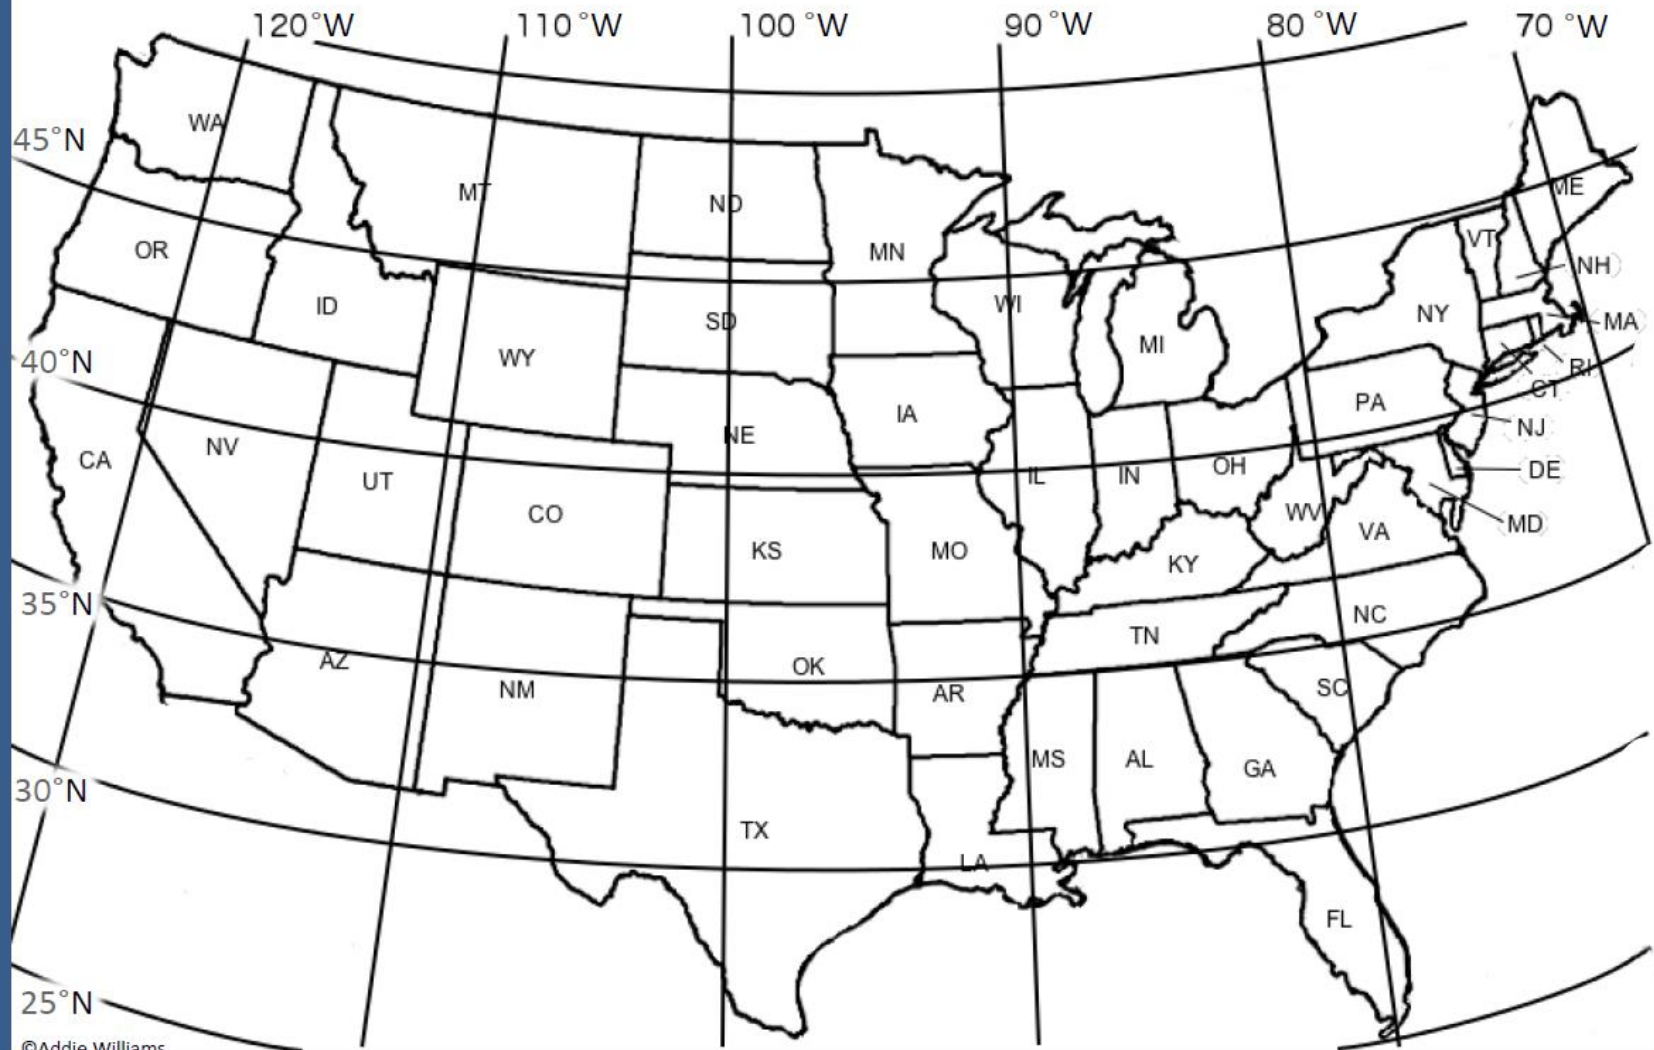 120°W 110°W 100°W 90°W 80°W 70°W
45°N
WA
MT
ND
MN
ME
VT
NH
OR
ID
SD
WI
NY
MA
40°N
WY
MI
RI
CT
IA
PA
NJ
NE
NV
CA
UT
IL
IN
OH
DE
CO
WV
MD
KS
MO
KY
VA
35°N
NC
TN
AZ
OK
NM
AR
SC
MS
AL
GA
30°N
TX
LA
FL
25°N
©Addie Williams